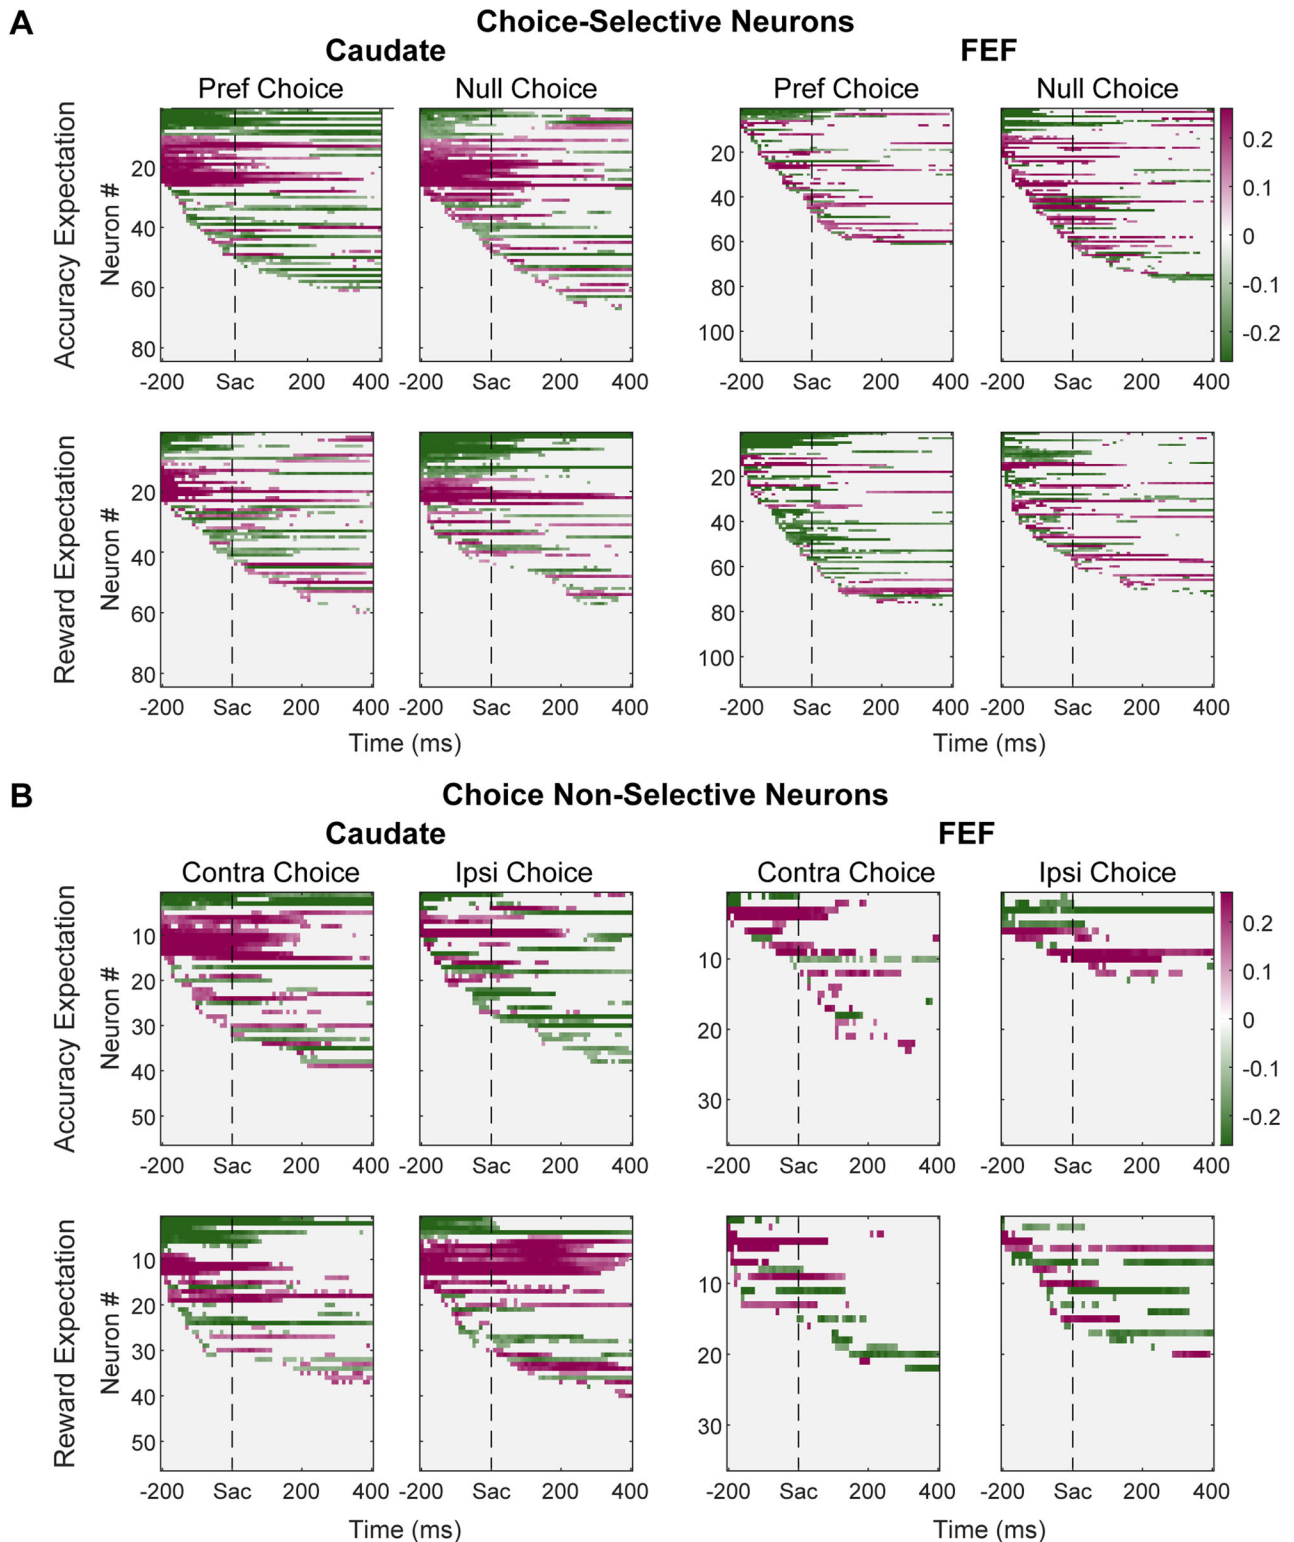 A
Choice-Selective Neurons
Caudate FEF
Pref Choice Null Choice Pref Choice Null Choice
Accuracy Expectation
Neuron #
20 40 60 80
20 40 60 80 100
0.2 0.1 0 -0.1 -0.2
-200 Sac 200 400 -200 Sac 200 400 -200 Sac 200 400 -200 Sac 200 400
Reward Expectation
Neuron #
20 40 60 80
20 40 60 80 100
-200 Sac 200 400 -200 Sac 200 400 -200 Sac 200 400 -200 Sac 200 400
Time (ms) Time (ms)
B
Choice Non-Selective Neurons
Caudate FEF
Contra Choice Ipsi Choice Contra Choice Ipsi Choice
Accuracy Expectation
Neuron #
10 20 30 40 50
10 20 30
0.2 0.1 0 -0.1 -0.2
-200 Sac 200 400 -200 Sac 200 400 -200 Sac 200 400 -200 Sac 200 400
Reward Expectation
Neuron #
10 20 30 40 50
10 20 30
-200 Sac 200 400 -200 Sac 200 400 -200 Sac 200 400 -200 Sac 200 400
Time (ms) Time (ms)